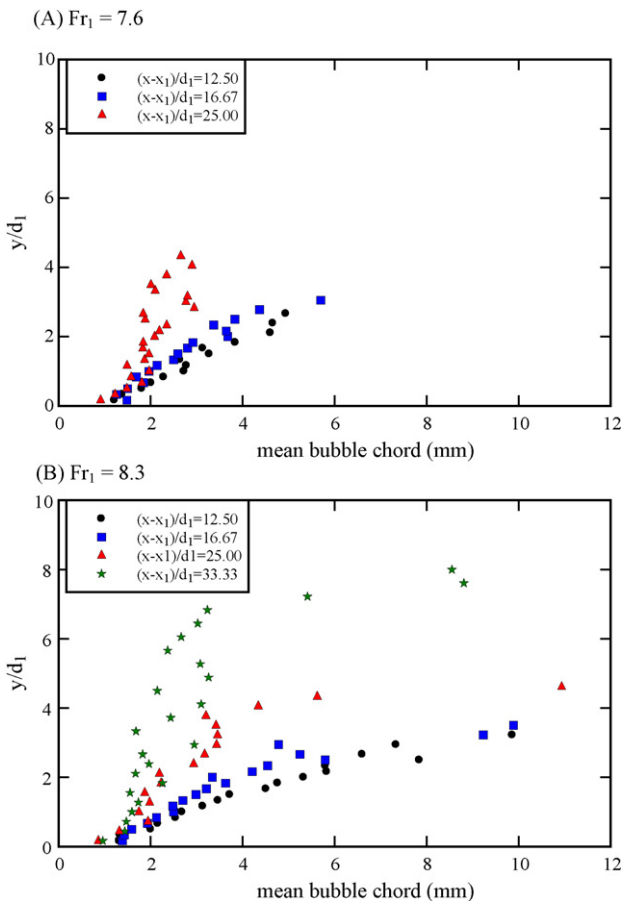 (A) Fr₁ = 7.6
10
(x-x₁)/d₁=12.50
(x-x₁)/d₁=16.67
(x-x₁)/d₁=25.00
8
6
y/d₁
4
2
0
0 2 4 6 8 10 12
mean bubble chord (mm)
(B) Fr₁ = 8.3
10
(x-x₁)/d₁=12.50
(x-x₁)/d₁=16.67
(x-x1)/d1=25.00
(x-x₁)/d₁=33.33
8
6
y/d₁
4
2
0
0 2 4 6 8 10 12
mean bubble chord (mm)